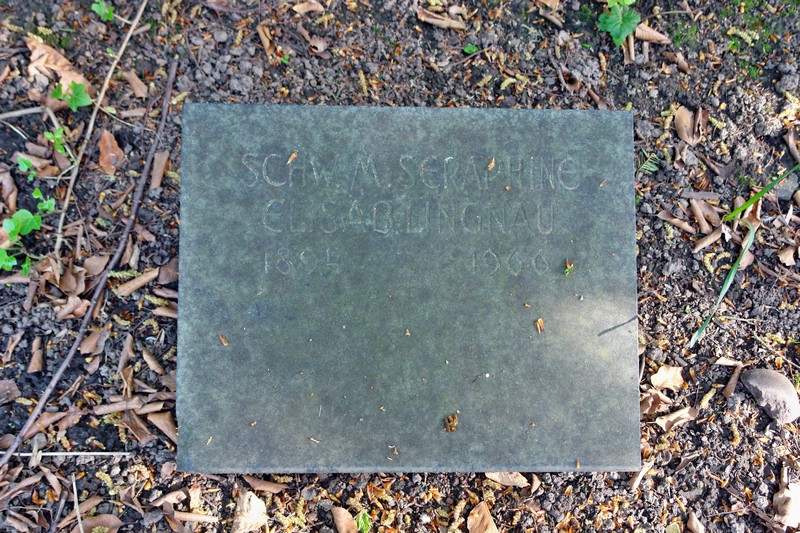 SCHW. M. SERAPHINE
ELISAB. LINGNAU
1894 1966